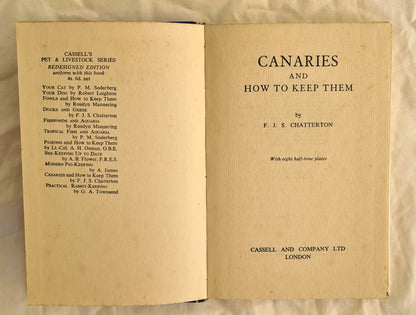 CASSELL'S
PET & LIVESTOCK SERIES
REDESIGNED EDITION
uniform with this book
4s. 6d. net
YOUR CAT by P. M. Soderberg
YOUR DOG by Robert Leighton
FOWLS and How to Keep Them
by Rosslyn Mannering
DUCKS AND GEESE
by F. J. S. Chatterton
FISHPONDS AND AQUARIA
by Rosslyn Mannering
TROPICAL FISH AND AQUARIA
by P. M. Soderberg
PIGEONS and How to Keep Them
by Lt.-Col. A. H. Osman, O.B.E.
BEE-KEEPING UP TO DATE
by A. B. Flower, F.R.E.S.
MODERN PIG-KEEPING
by A. James
CANARIES and How to Keep Them
by F. J. S. Chatterton
PRACTICAL RABBIT-KEEPING
by G. A. Townsend
CANARIES
AND
HOW TO KEEP THEM
by
F. J. S. CHATTERTON
With eight half-tone plates
CASSELL AND COMPANY LTD
LONDON